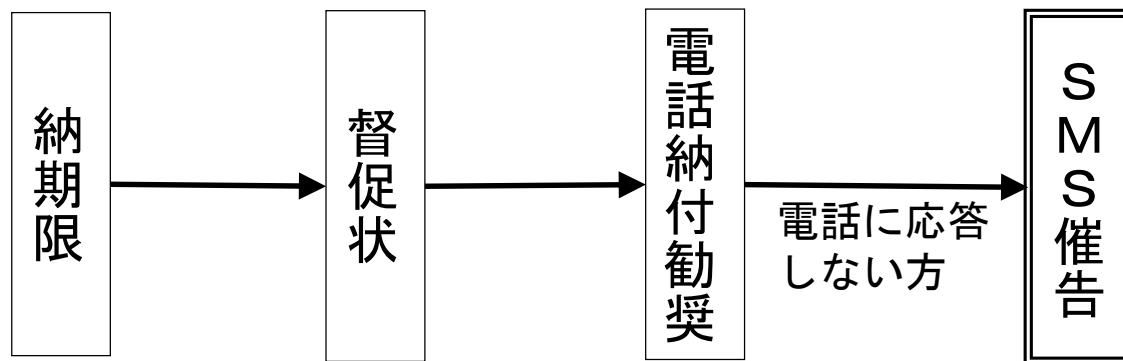 納期限
督促状
電話納付勧奨
電話に応答
しない方
ＳＭＳ催告